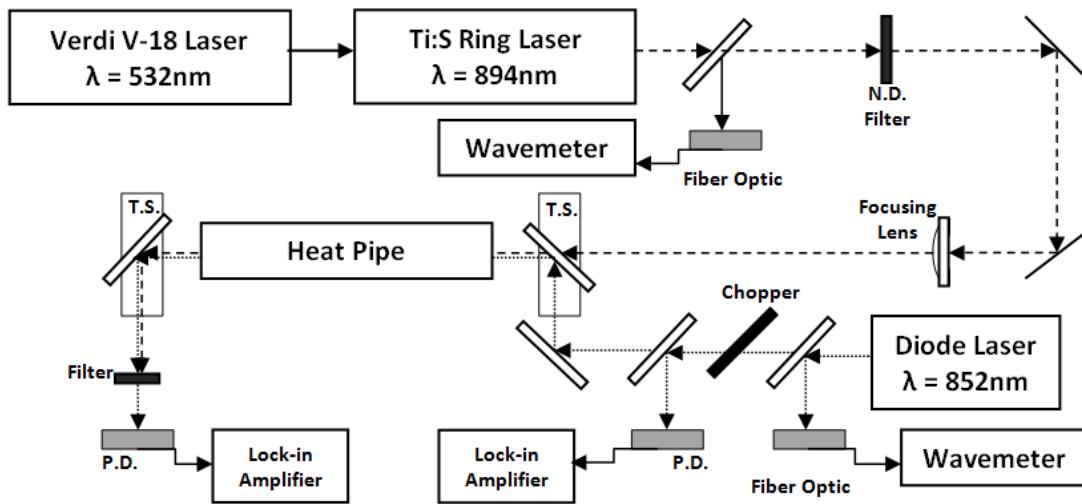 Verdi V-18 Laser
λ = 532nm
Ti:S Ring Laser
λ = 894nm
N.D.
Filter
Wavemeter
Fiber Optic
T.S.
T.S.
Focusing
Lens
Heat Pipe
Chopper
Diode Laser
λ = 852nm
Filter
P.D.
Lock-in
Amplifier
Lock-in
Amplifier
P.D.
Fiber Optic
Wavemeter